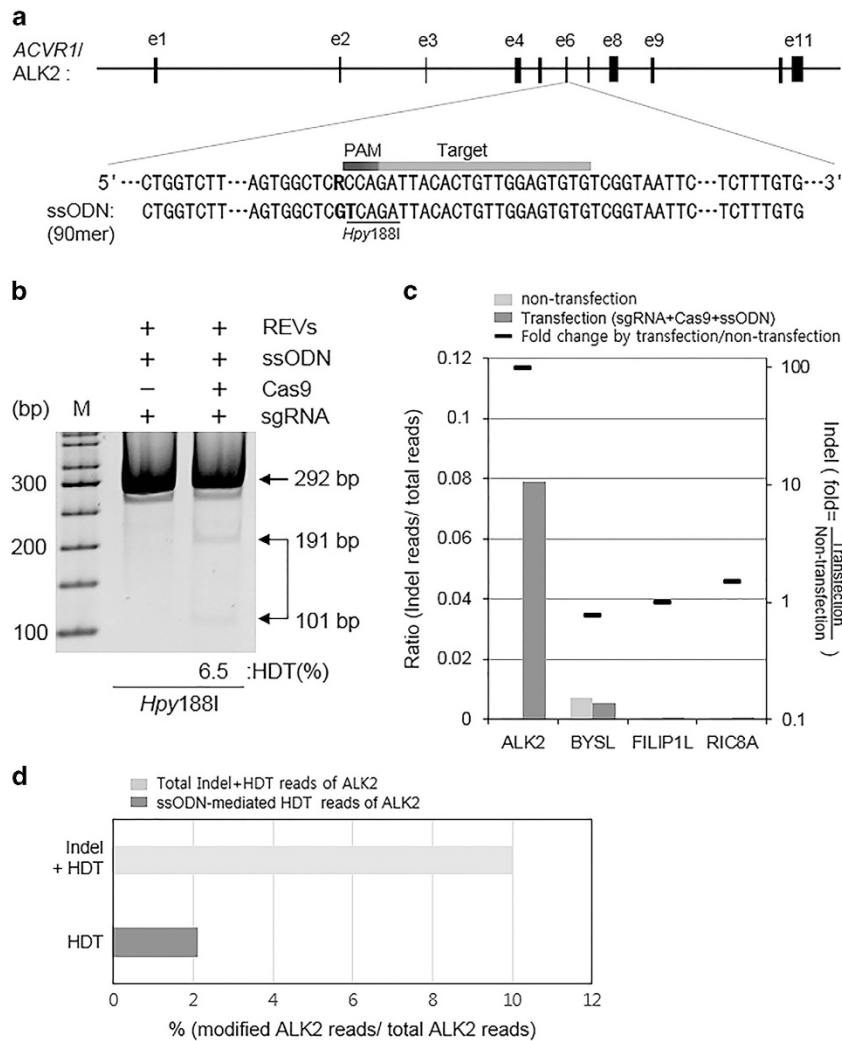 a
ACVR1/
ALK2 :
e1 e2 e3 e4 e6 e8 e9 e11
PAM Target
5'···CTGGTCTT···AGTGGCTCRCCAGATTACACTGTTGGAGTGTGTCGGTAATTC···TCTTTGTG···3'
ssODN: CTGGTCTT···AGTGGCTCGTCAGATTACACTGTTGGAGTGTGTCGGTAATTC···TCTTTGTG
(90mer) Hpy188I
b
+ + REVs
+ + ssODN
− + Cas9
(bp) M + + sgRNA
300
200
100
292 bp
191 bp
101 bp
6.5 :HDT(%)
Hpy188I
c
non-transfection
Transfection (sgRNA+Cas9+ssODN)
Fold change by transfection/non-transfection
Ratio (Indel reads/ total reads)
0.12
0.1
0.08
0.06
0.04
0.02
0
100
10
1
0.1
Indel ( fold= Transfection / Non-transfection )
ALK2 BYSL FILIP1L RIC8A
d
Total Indel+HDT reads of ALK2
ssODN-mediated HDT reads of ALK2
Indel
+ HDT
HDT
0 2 4 6 8 10 12
% (modified ALK2 reads/ total ALK2 reads)